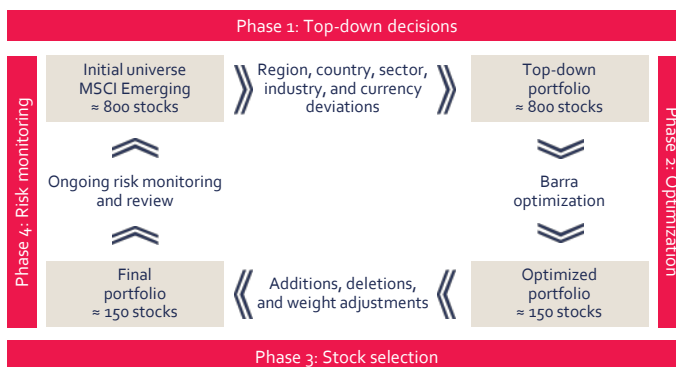 Phase 1: Top-down decisions
Initial universe
MSCI Emerging
≈ 800 stocks
Region, country, sector,
industry, and currency
deviations
Top-down
portfolio
≈ 800 stocks
Phase 2: Optimization
Barra
optimization
Optimized
portfolio
≈ 150 stocks
Additions, deletions,
and weight adjustments
Final
portfolio
≈ 150 stocks
Phase 3: Stock selection
Phase 4: Risk monitoring
Ongoing risk monitoring
and review